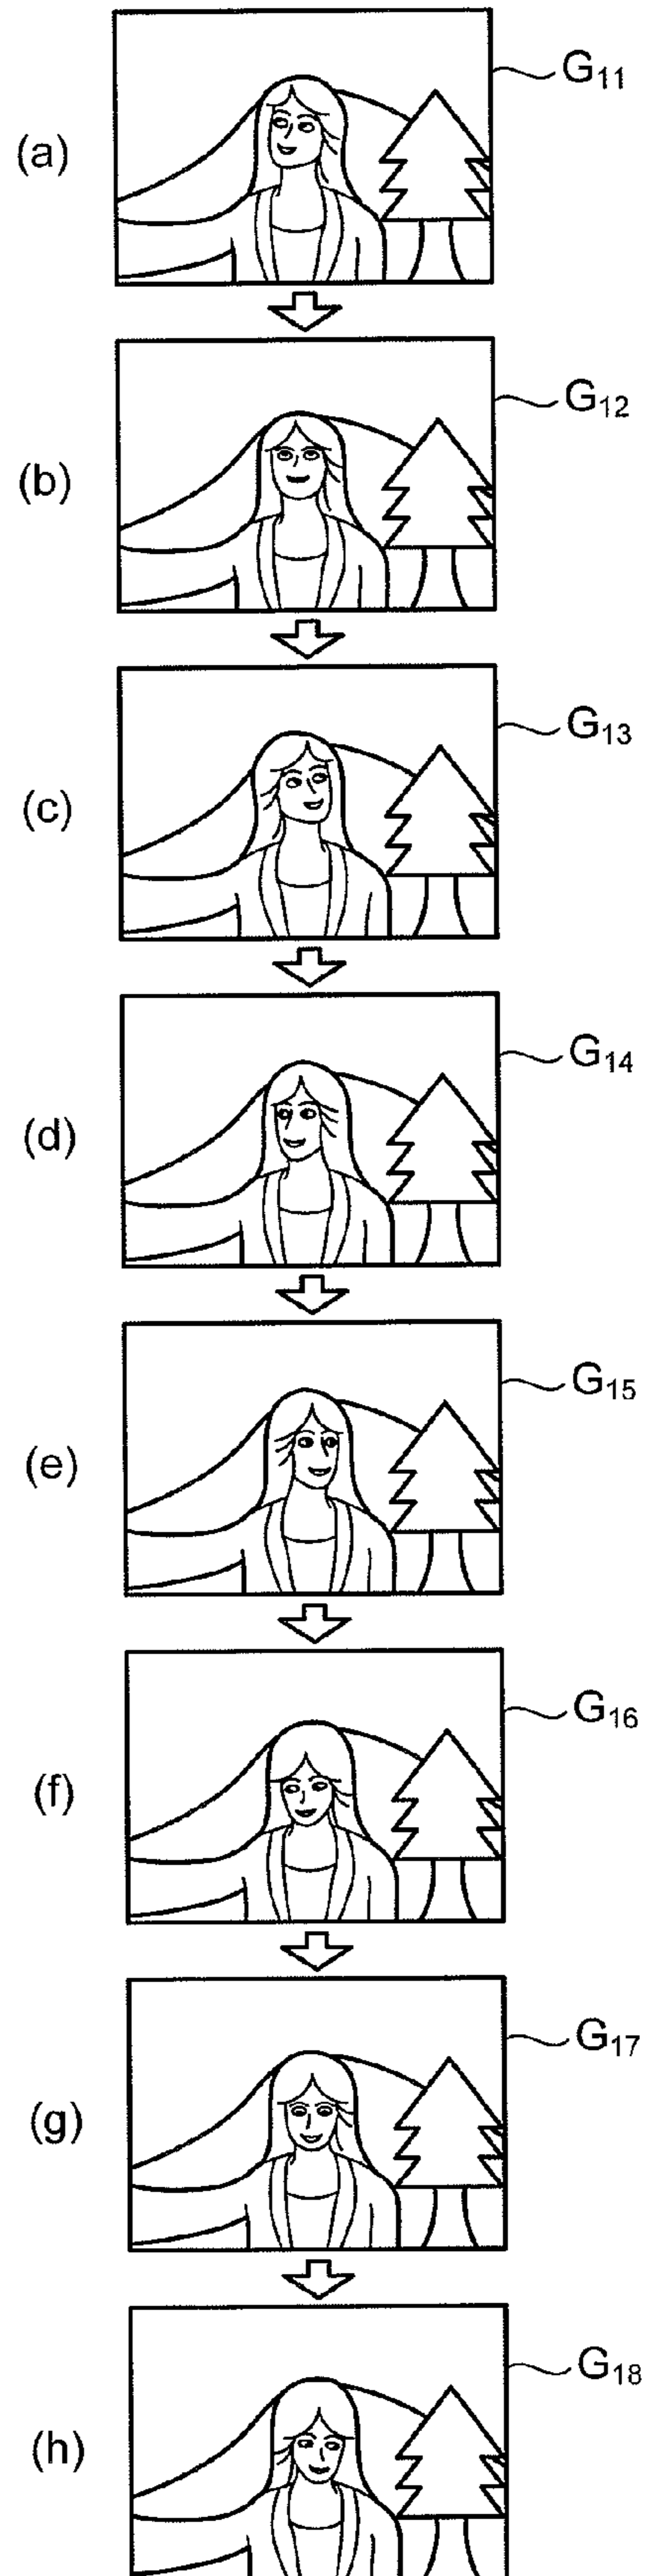 (a) G₁₁
(b) G₁₂
(c) G₁₃
(d) G₁₄
(e) G₁₅
(f) G₁₆
(g) G₁₇
(h) G₁₈